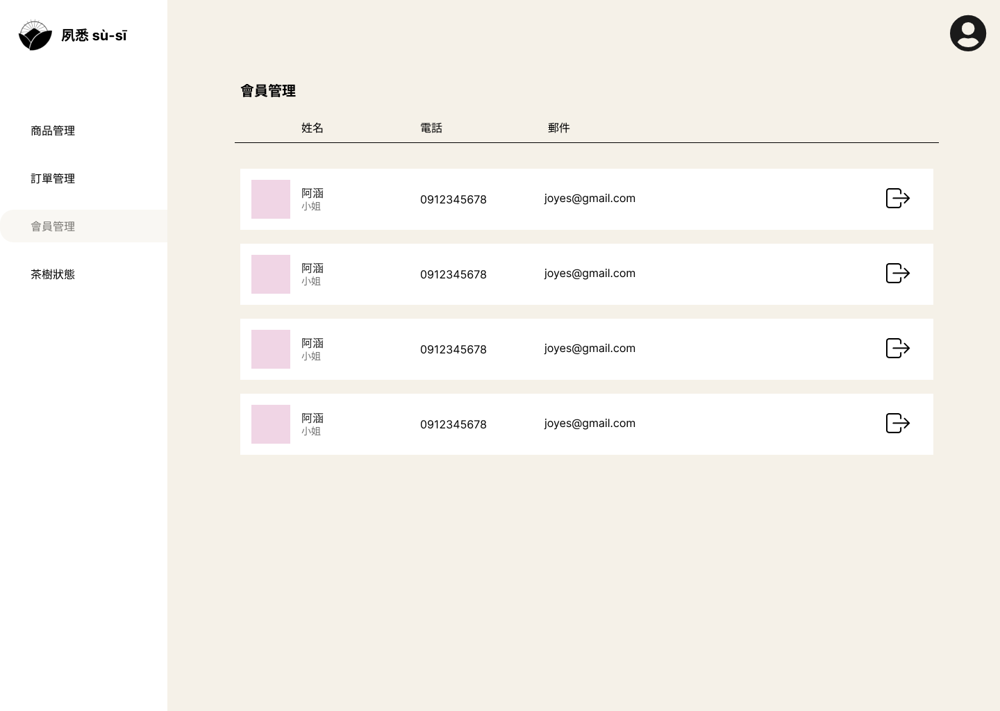 夙悉 sù-sī
商品管理
訂單管理
會員管理
茶樹狀態
會員管理
姓名 電話 郵件
阿涵
小姐
0912345678
joyes@gmail.com
阿涵
小姐
0912345678
joyes@gmail.com
阿涵
小姐
0912345678
joyes@gmail.com
阿涵
小姐
0912345678
joyes@gmail.com